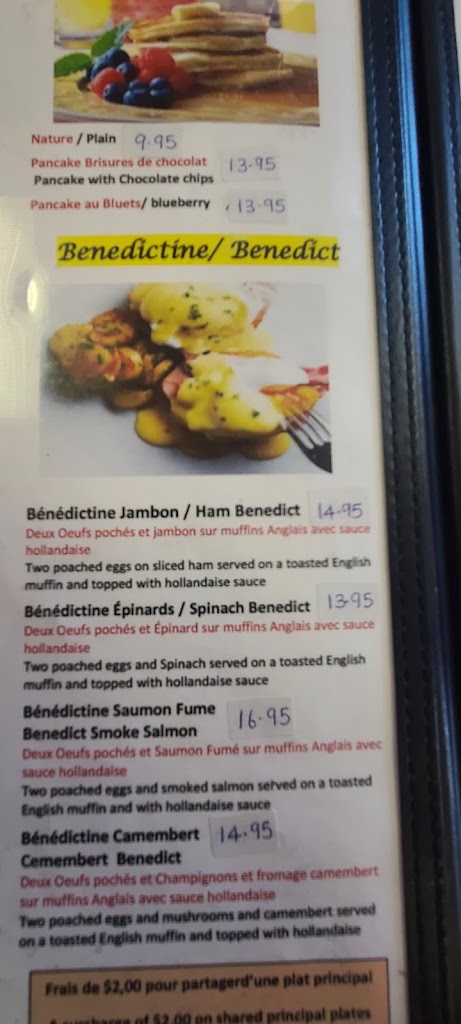 Nature / Plain 9.95
Pancake Brisures de chocolat 13.95
Pancake with Chocolate chips
Pancake au Bluets/ blueberry 13.95
Benedictine/ Benedict
Bénédictine Jambon / Ham Benedict 14.95
Deux Oeufs pochés et jambon sur muffins Anglais avec sauce
hollandaise
Two poached eggs on sliced ham served on a toasted English
muffin and topped with hollandaise sauce
Bénédictine Épinards / Spinach Benedict 13.95
Deux Oeufs pochés et Épinard sur muffins Anglais avec sauce
hollandaise
Two poached eggs and Spinach served on a toasted English
muffin and topped with hollandaise sauce
Bénédictine Saumon Fume 16.95
Benedict Smoke Salmon
Deux Oeufs pochés et Saumon Fumé sur muffins Anglais avec
sauce hollandaise
Two poached eggs and smoked salmon served on a toasted
English muffin and with hollandaise sauce
Bénédictine Camembert 14.95
Cemembert Benedict
Deux Oeufs pochés et Champignons et fromage camembert
sur muffins Anglais avec sauce hollandaise
Two poached eggs and mushrooms and camembert served
on a toasted English muffin and topped with hollandaise
Frais de $2,00 pour partagerd'une plat principal
A surcharge of $2.00 on shared principal plates